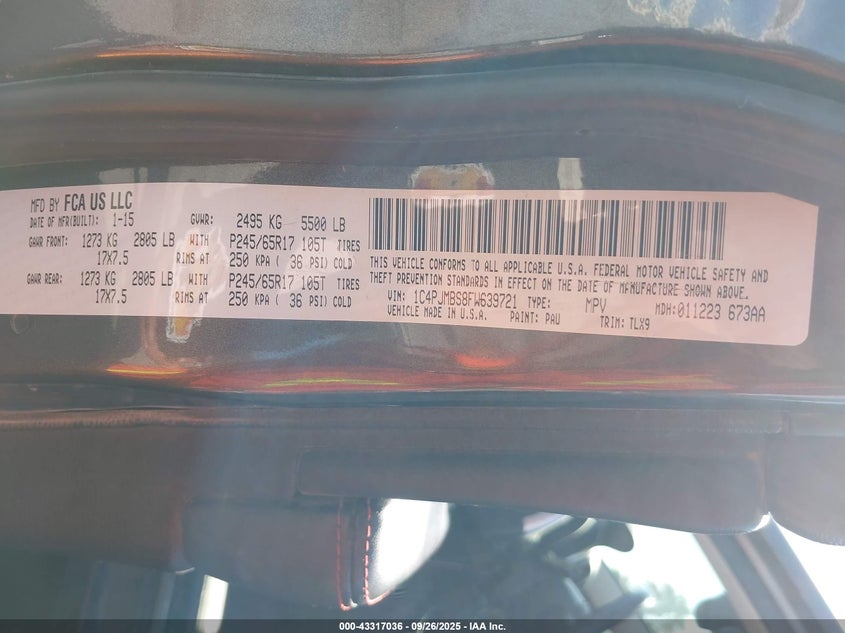 MFD BY FCA US LLC
DATE OF MFR(BUILT): 1-15 GVWR: 2495 KG 5500 LB
GAWR FRONT: 1273 KG 2805 LB WITH P245/65R17 105T TIRES
17X7.5 RIMS AT 250 KPA ( 36 PSI) COLD
GAWR REAR: 1273 KG 2805 LB WITH P245/65R17 105T TIRES
17X7.5 RIMS AT 250 KPA ( 36 PSI) COLD
THIS VEHICLE CONFORMS TO ALL APPLICABLE U.S.A. FEDERAL MOTOR VEHICLE SAFETY AND
THEFT PREVENTION STANDARDS IN EFFECT ON THE DATE OF MANUFACTURE SHOWN ABOVE.
VIN: 1C4PJMBS8FW639721 TYPE: MPV MDH:011223 673AA
VEHICLE MADE IN U.S.A. PAINT: PAU TRIM: TLX9
000-43317036 - 09/26/2025 - IAA Inc.